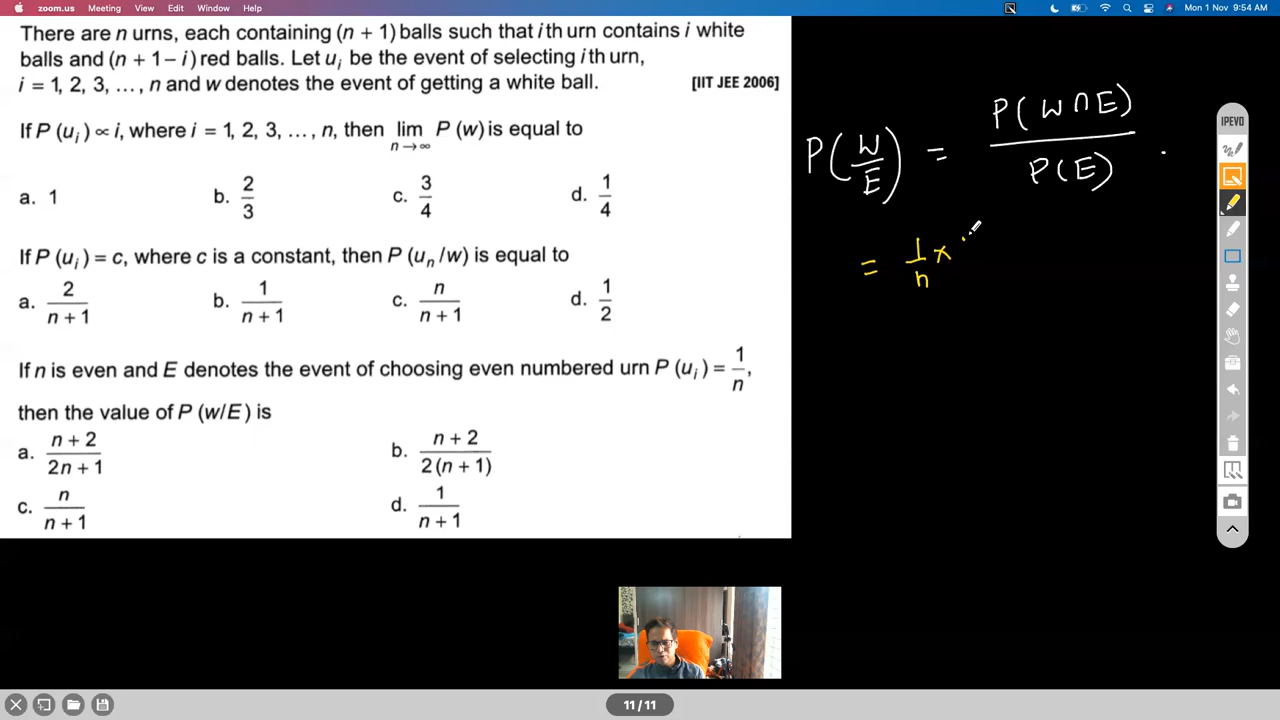 zoom.us Meeting View Edit Window Help Mon 1 Nov 9:54 AM
There are n urns, each containing (n + 1) balls such that i th urn contains i white
balls and (n + 1 – i) red balls. Let uᵢ be the event of selecting i th urn,
i = 1, 2, 3, …, n and w denotes the event of getting a white ball. [IIT JEE 2006]
If P (uᵢ) ∝ i, where i = 1, 2, 3, …, n, then lim P (w) is equal to
n→∞
a. 1 b. 2/3 c. 3/4 d. 1/4
If P (uᵢ) = c, where c is a constant, then P (uₙ/w) is equal to
a. 2/(n + 1) b. 1/(n + 1) c. n/(n + 1) d. 1/2
If n is even and E denotes the event of choosing even numbered urn P (uᵢ) = 1/n,
then the value of P (w/E) is
a. (n + 2)/(2n + 1) b. (n + 2)/(2(n + 1))
c. n/(n + 1) d. 1/(n + 1)
P(W/E) = P(W∩E)/P(E) .
= 1/n ×
IPEVO
11/11